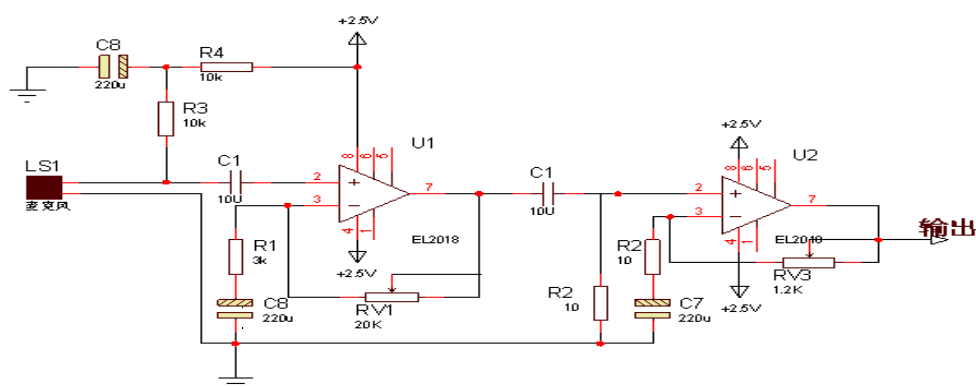 +2.5V
C8
220u
R4
10k
R3
10k
LS1
麦克风
C1
10U
8
6
5
2
3
4
1
7
U1
EL2018
+2.5V
R1
3k
C8
220u
RV1
20K
C1
10U
R2
10
+2.5V
8
6
5
2
3
4
1
7
U2
R2
10
C7
220u
RV3
1.2K
+2.5V
输出